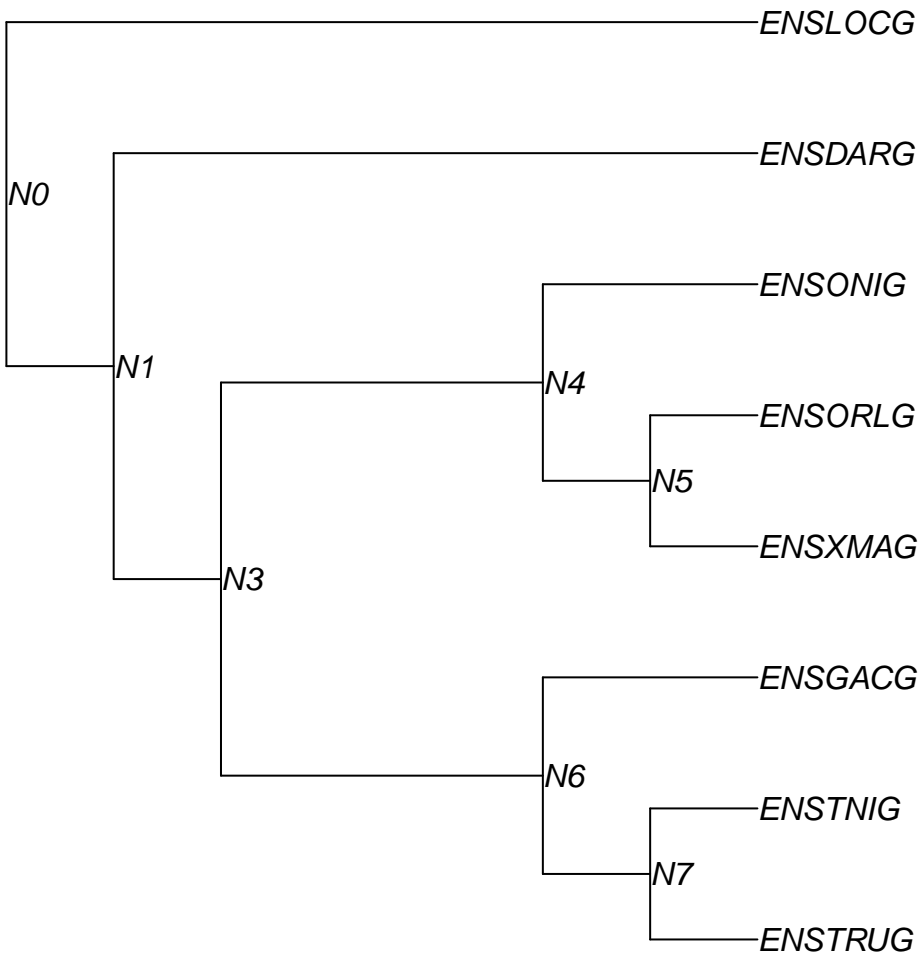 ENSLOCG
ENSDARG
N0
ENSONIG
N1
N4
ENSORLG
N5
ENSXMAG
N3
ENSGACG
N6
ENSTNIG
N7
ENSTRUG